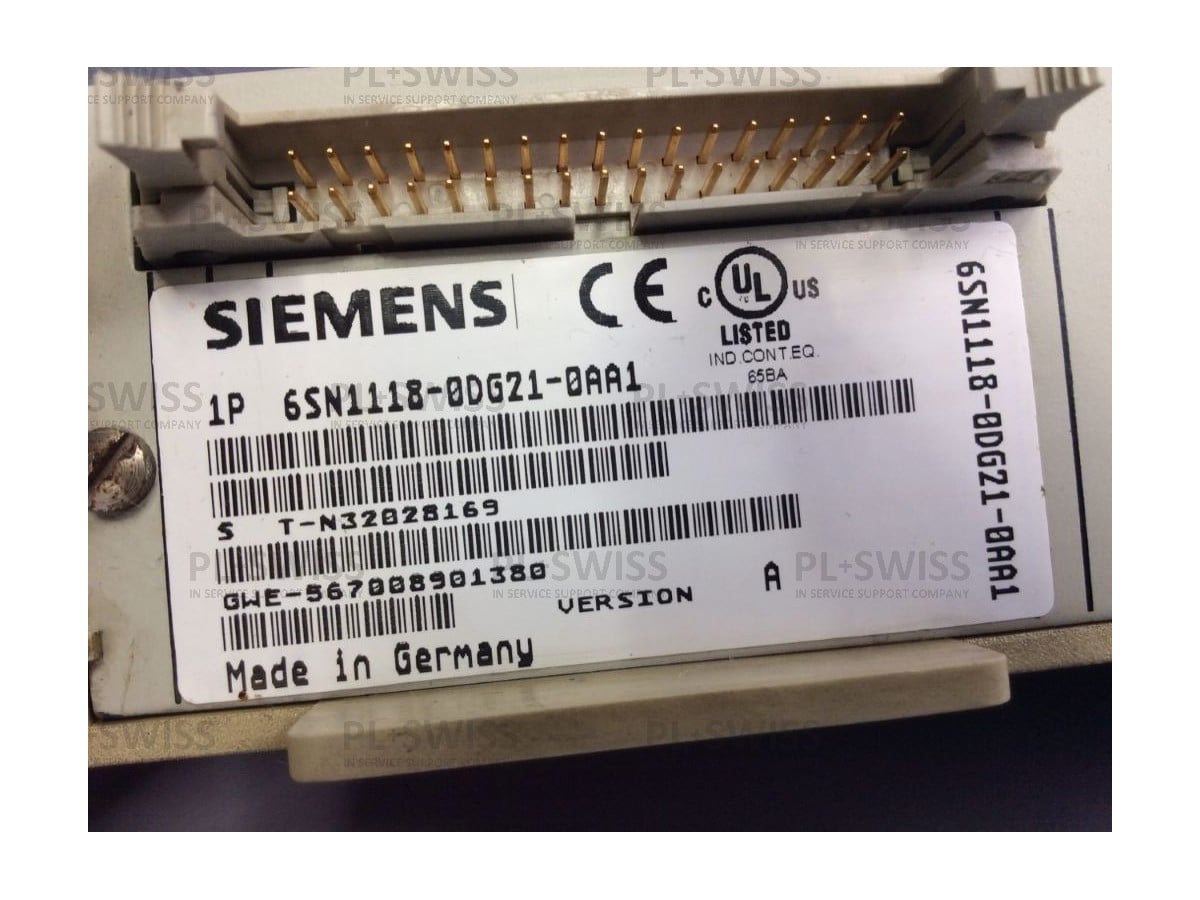 SIEMENS
CE
C UL US
LISTED
IND.CONT.EQ.
65BA
1P 6SN1118-0DG21-0AA1
S T-N32028169
GWE-567008901380
VERSION A
Made in Germany
6SN1118-0DG21-0AA1
PL+SWISS
IN SERVICE SUPPORT COMPANY